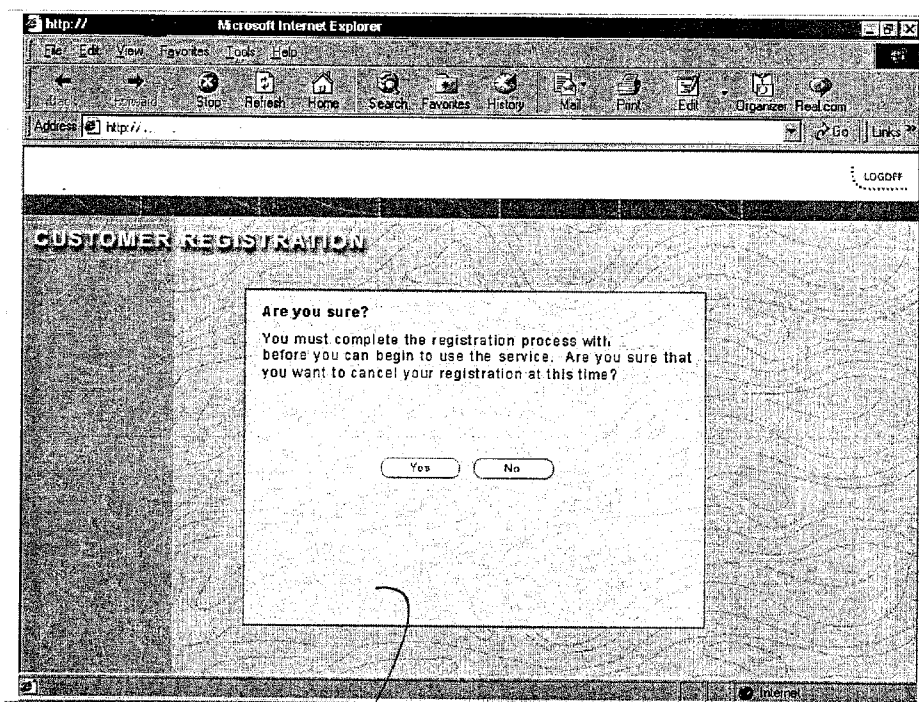 http:// Microsoft Internet Explorer
File Edit View Favorites Tools Help
Back Forward Stop Refresh Home Search Favorites History Mail Print Edit Organizer Real.com
Address http://... Go Links
LOGOFF
CUSTOMER REGISTRATION
Are you sure?
You must complete the registration process with
before you can begin to use the service. Are you sure that
you want to cancel your registration at this time?
Yes No
Internet